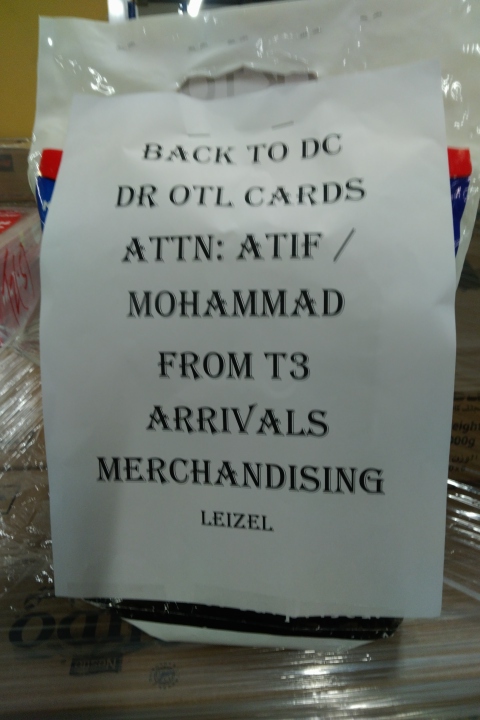 BACK TO DC
DR OTL CARDS
ATTN: ATIF /
MOHAMMAD
FROM T3
ARRIVALS
MERCHANDISING
LEIZEL